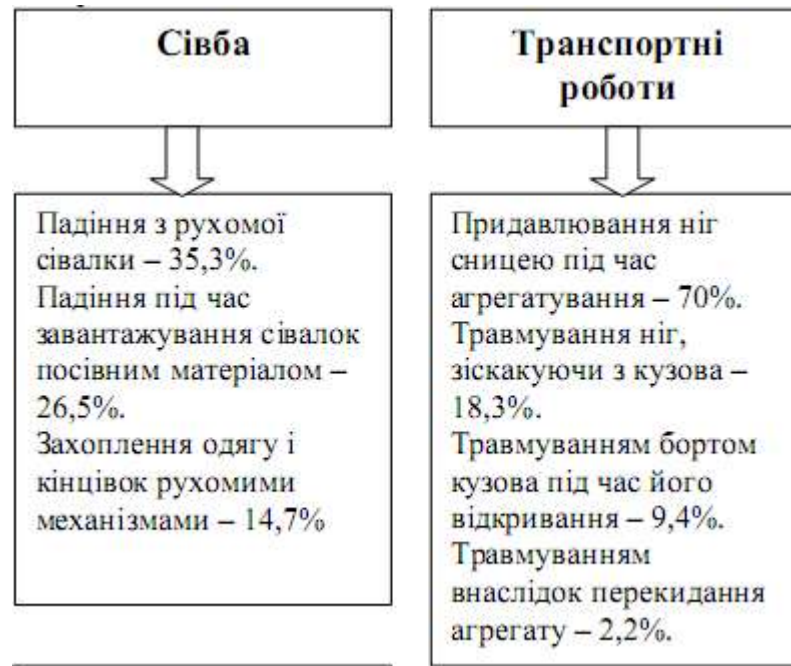 Сівба
Падіння з рухомої
сівалки – 35,3%.
Падіння під час
завантажування сівалок
посівним матеріалом –
26,5%.
Захоплення одягу і
кінцівок рухомими
механізмами – 14,7%
Транспортні
роботи
Придавлювання ніг
сницею під час
агрегатування – 70%.
Травмування ніг,
зіскакуючи з кузова –
18,3%.
Травмуванням бортом
кузова під час його
відкривання – 9,4%.
Травмуванням
внаслідок перекидання
агрегату – 2,2%.